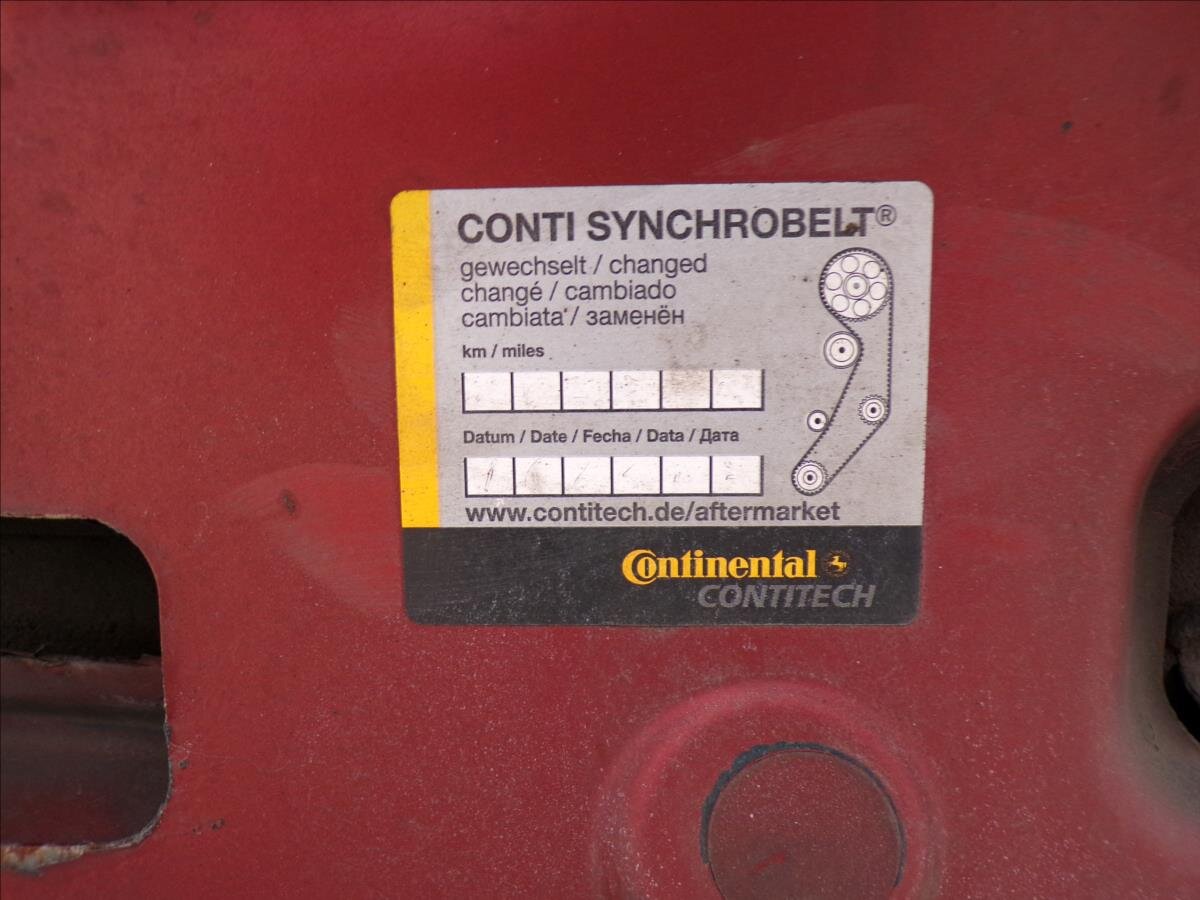 CONTI SYNCHROBELT®
gewechselt / changed
changé / cambiado
cambiata / заменён
km / miles
Datum / Date / Fecha / Data / Дата
www.contitech.de/aftermarket
Continental
CONTITECH